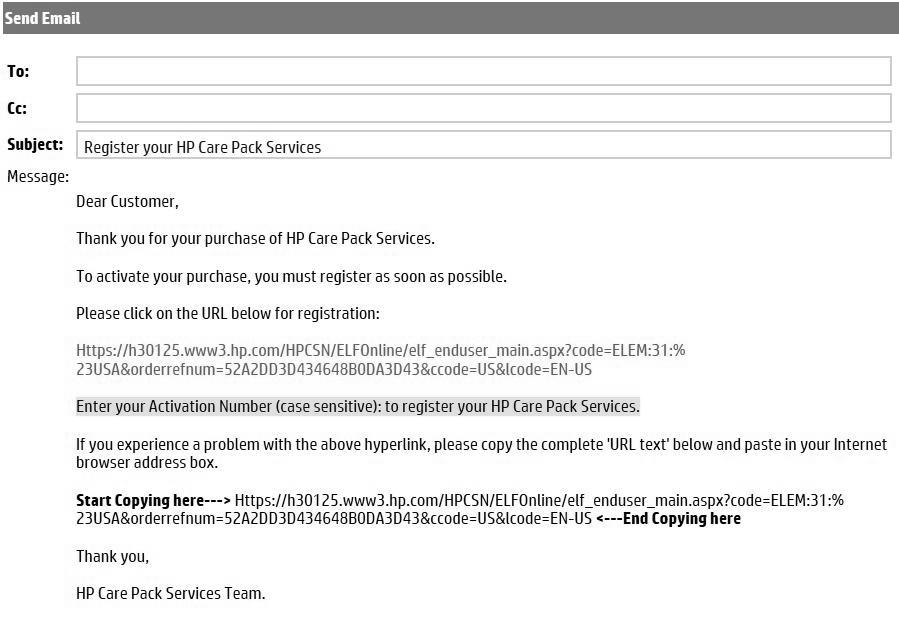 Send Email
To:
Cc:
Subject: Register your HP Care Pack Services
Message:
Dear Customer,
Thank you for your purchase of HP Care Pack Services.
To activate your purchase, you must register as soon as possible.
Please click on the URL below for registration:
Https://h30125.www3.hp.com/HPCSN/ELFOnline/elf_enduser_main.aspx?code=ELEM:31:%
23USA&orderrefnum=52A2DD3D434648B0DA3D43&ccode=US&lcode=EN-US
Enter your Activation Number (case sensitive): to register your HP Care Pack Services.
If you experience a problem with the above hyperlink, please copy the complete 'URL text' below and paste in your Internet
browser address box.
Start Copying here---> Https://h30125.www3.hp.com/HPCSN/ELFOnline/elf_enduser_main.aspx?code=ELEM:31:%
23USA&orderrefnum=52A2DD3D434648B0DA3D43&ccode=US&lcode=EN-US <---End Copying here
Thank you,
HP Care Pack Services Team.